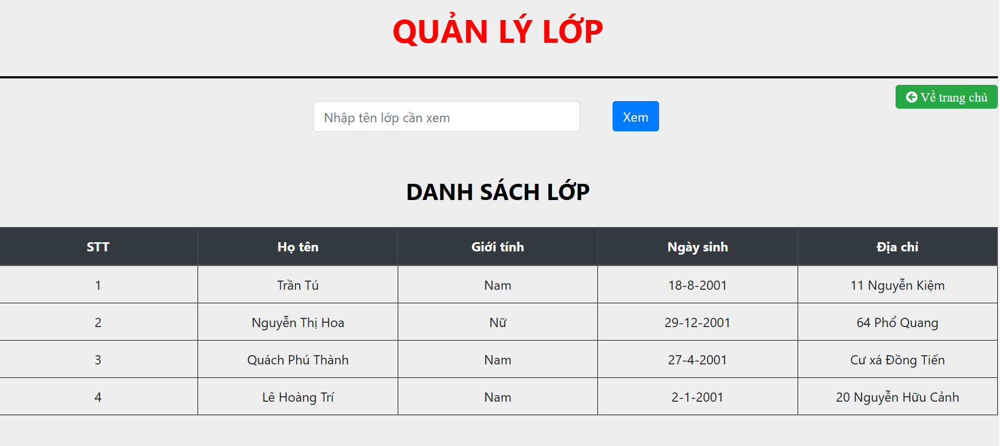 QUẢN LÝ LỚP
Về trang chủ
Nhập tên lớp cần xem Xem
DANH SÁCH LỚP
STT Họ tên Giới tính Ngày sinh Địa chỉ
1 Trần Tú Nam 18-8-2001 11 Nguyễn Kiệm
2 Nguyễn Thị Hoa Nữ 29-12-2001 64 Phổ Quang
3 Quách Phú Thành Nam 27-4-2001 Cư xá Đồng Tiến
4 Lê Hoàng Trí Nam 2-1-2001 20 Nguyễn Hữu Cảnh